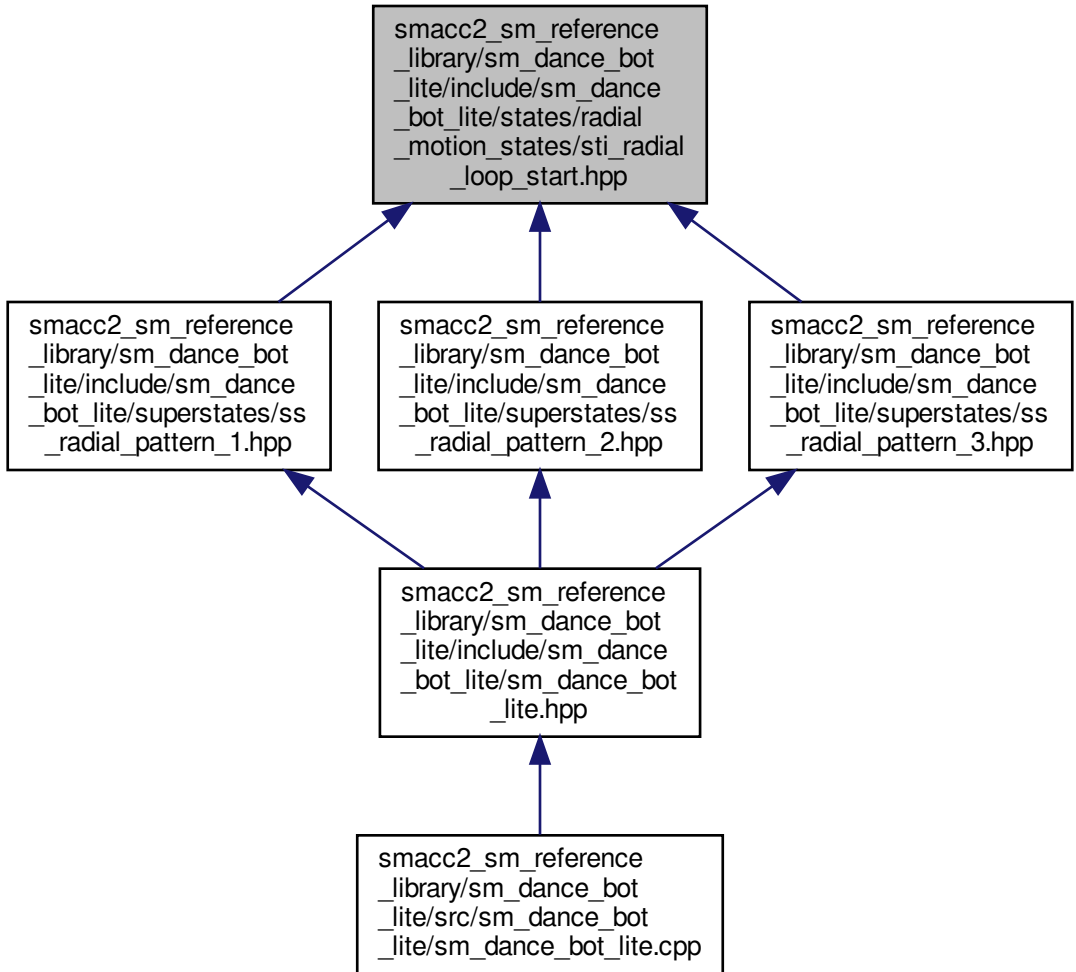 smacc2_sm_reference
_library/sm_dance_bot
_lite/include/sm_dance
_bot_lite/states/radial
_motion_states/sti_radial
_loop_start.hpp
smacc2_sm_reference
_library/sm_dance_bot
_lite/include/sm_dance
_bot_lite/superstates/ss
_radial_pattern_1.hpp
smacc2_sm_reference
_library/sm_dance_bot
_lite/include/sm_dance
_bot_lite/superstates/ss
_radial_pattern_2.hpp
smacc2_sm_reference
_library/sm_dance_bot
_lite/include/sm_dance
_bot_lite/superstates/ss
_radial_pattern_3.hpp
smacc2_sm_reference
_library/sm_dance_bot
_lite/include/sm_dance
_bot_lite/sm_dance_bot
_lite.hpp
smacc2_sm_reference
_library/sm_dance_bot
_lite/src/sm_dance_bot
_lite/sm_dance_bot_lite.cpp